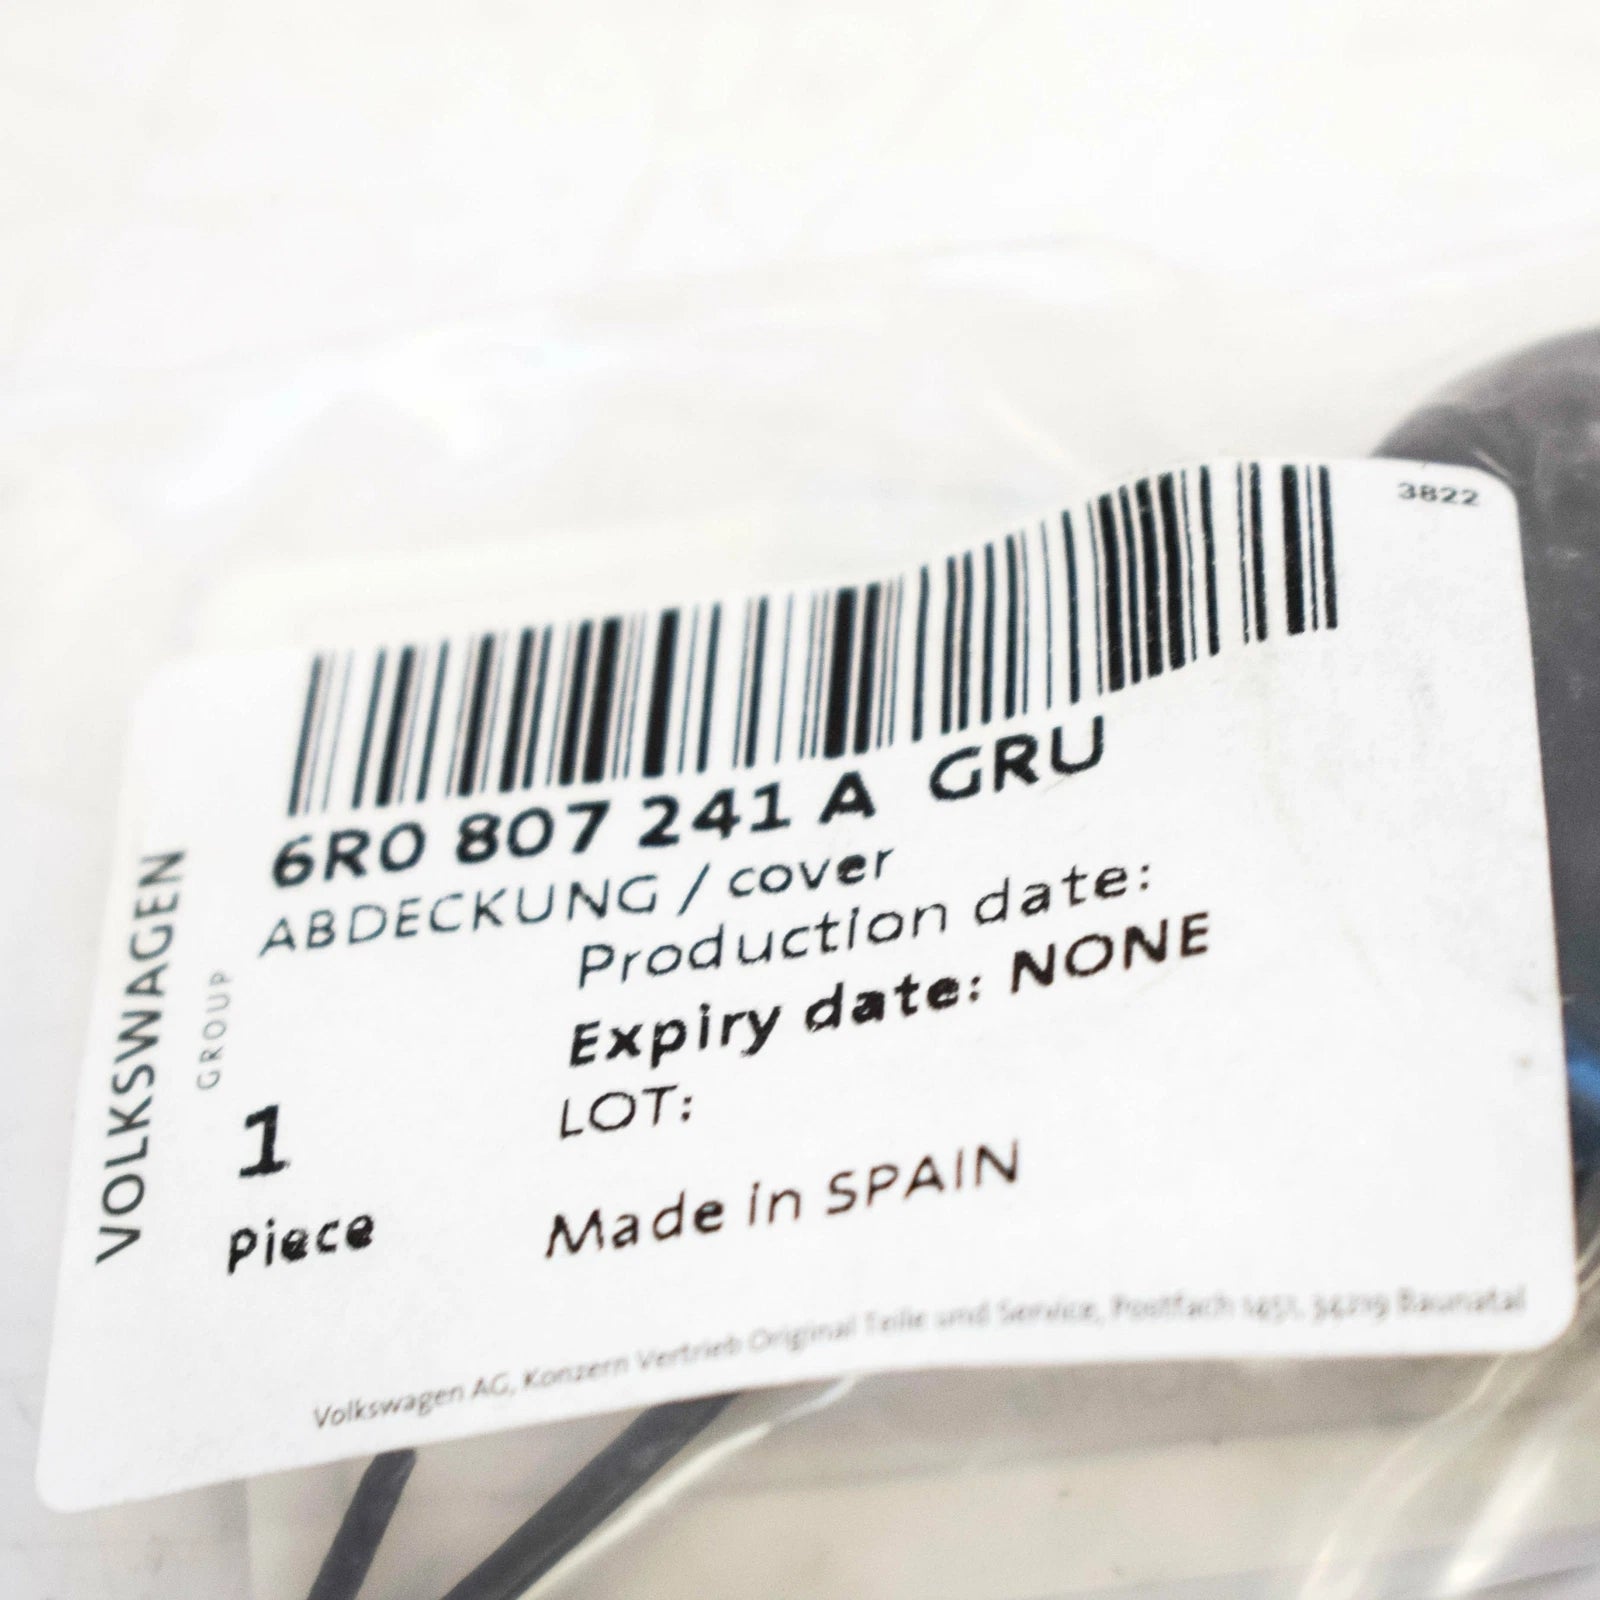 3822
6R0 807 241 A GRU
ABDECKUNG / cover
Production date:
Expiry date: NONE
LOT:
1
Piece
Made in SPAIN
VOLKSWAGEN
GROUP
Volkswagen AG, Konzern Vertrieb Original Teile und Service, Postfach 1451, 34219 Baunatal